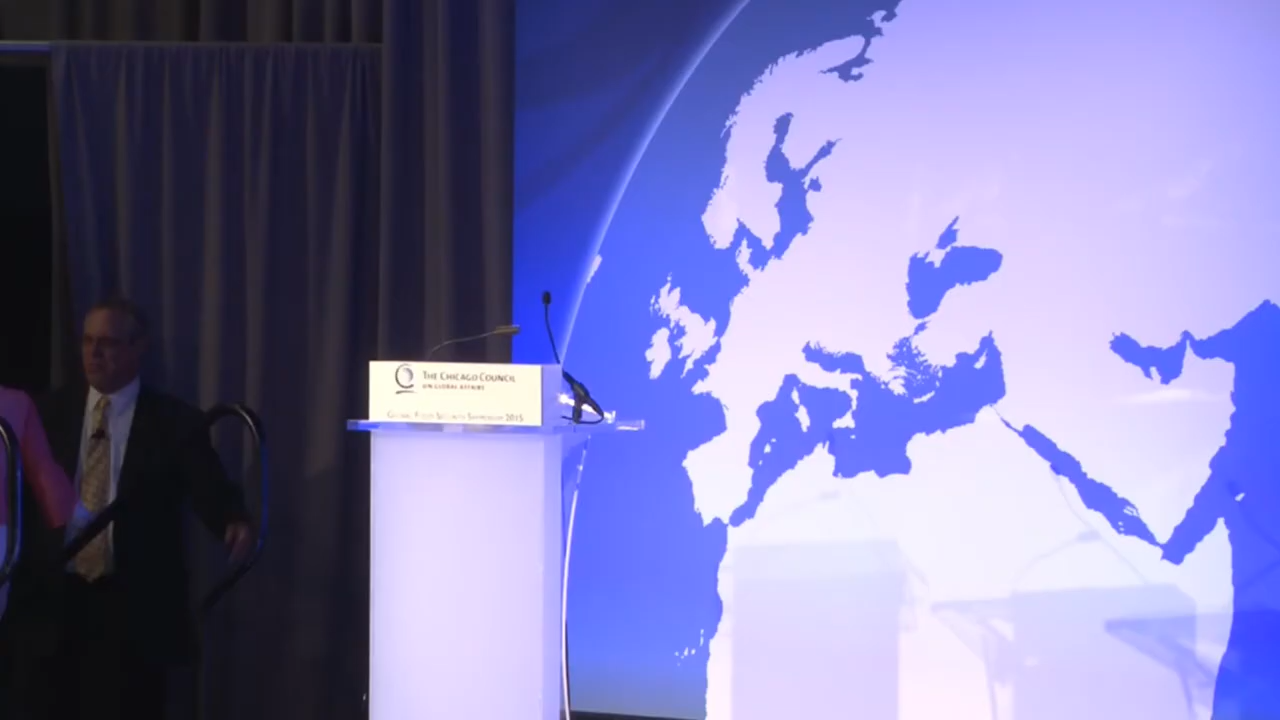 THE CHICAGO COUNCIL
ON GLOBAL AFFAIRS
GLOBAL FOOD SECURITY SYMPOSIUM 2015